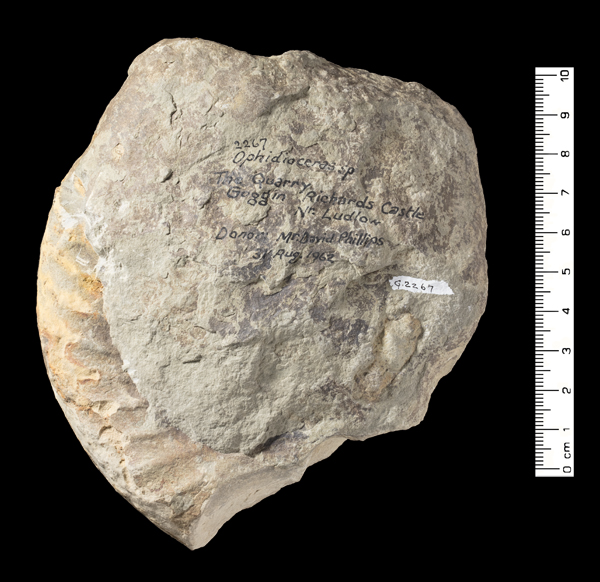 2267
Ophidioceras sp
The Quarry,
Goggin Richards Castle
Nr. Ludlow
Donor: Mr. David Phillips
31 Aug. 1962
G.2267
10
9
8
7
6
5
4
3
2
1
0 cm